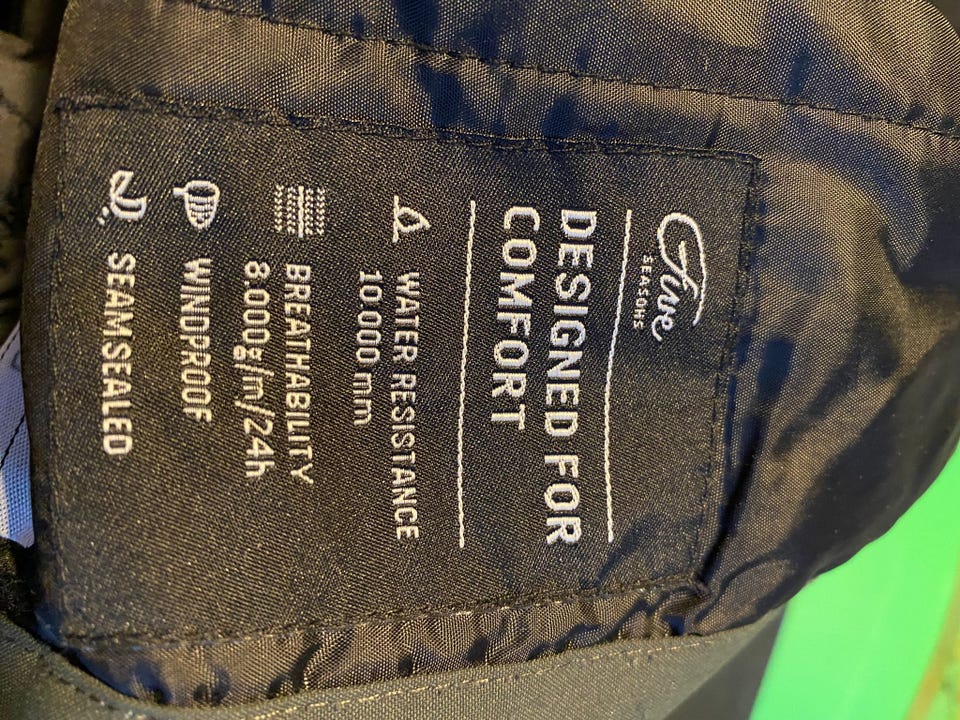 Five
SEASONS
DESIGNED FOR
COMFORT
WATER RESISTANCE
10.000 mm
BREATHABILITY
8.000g/m/24h
WINDPROOF
SEAMSEALED